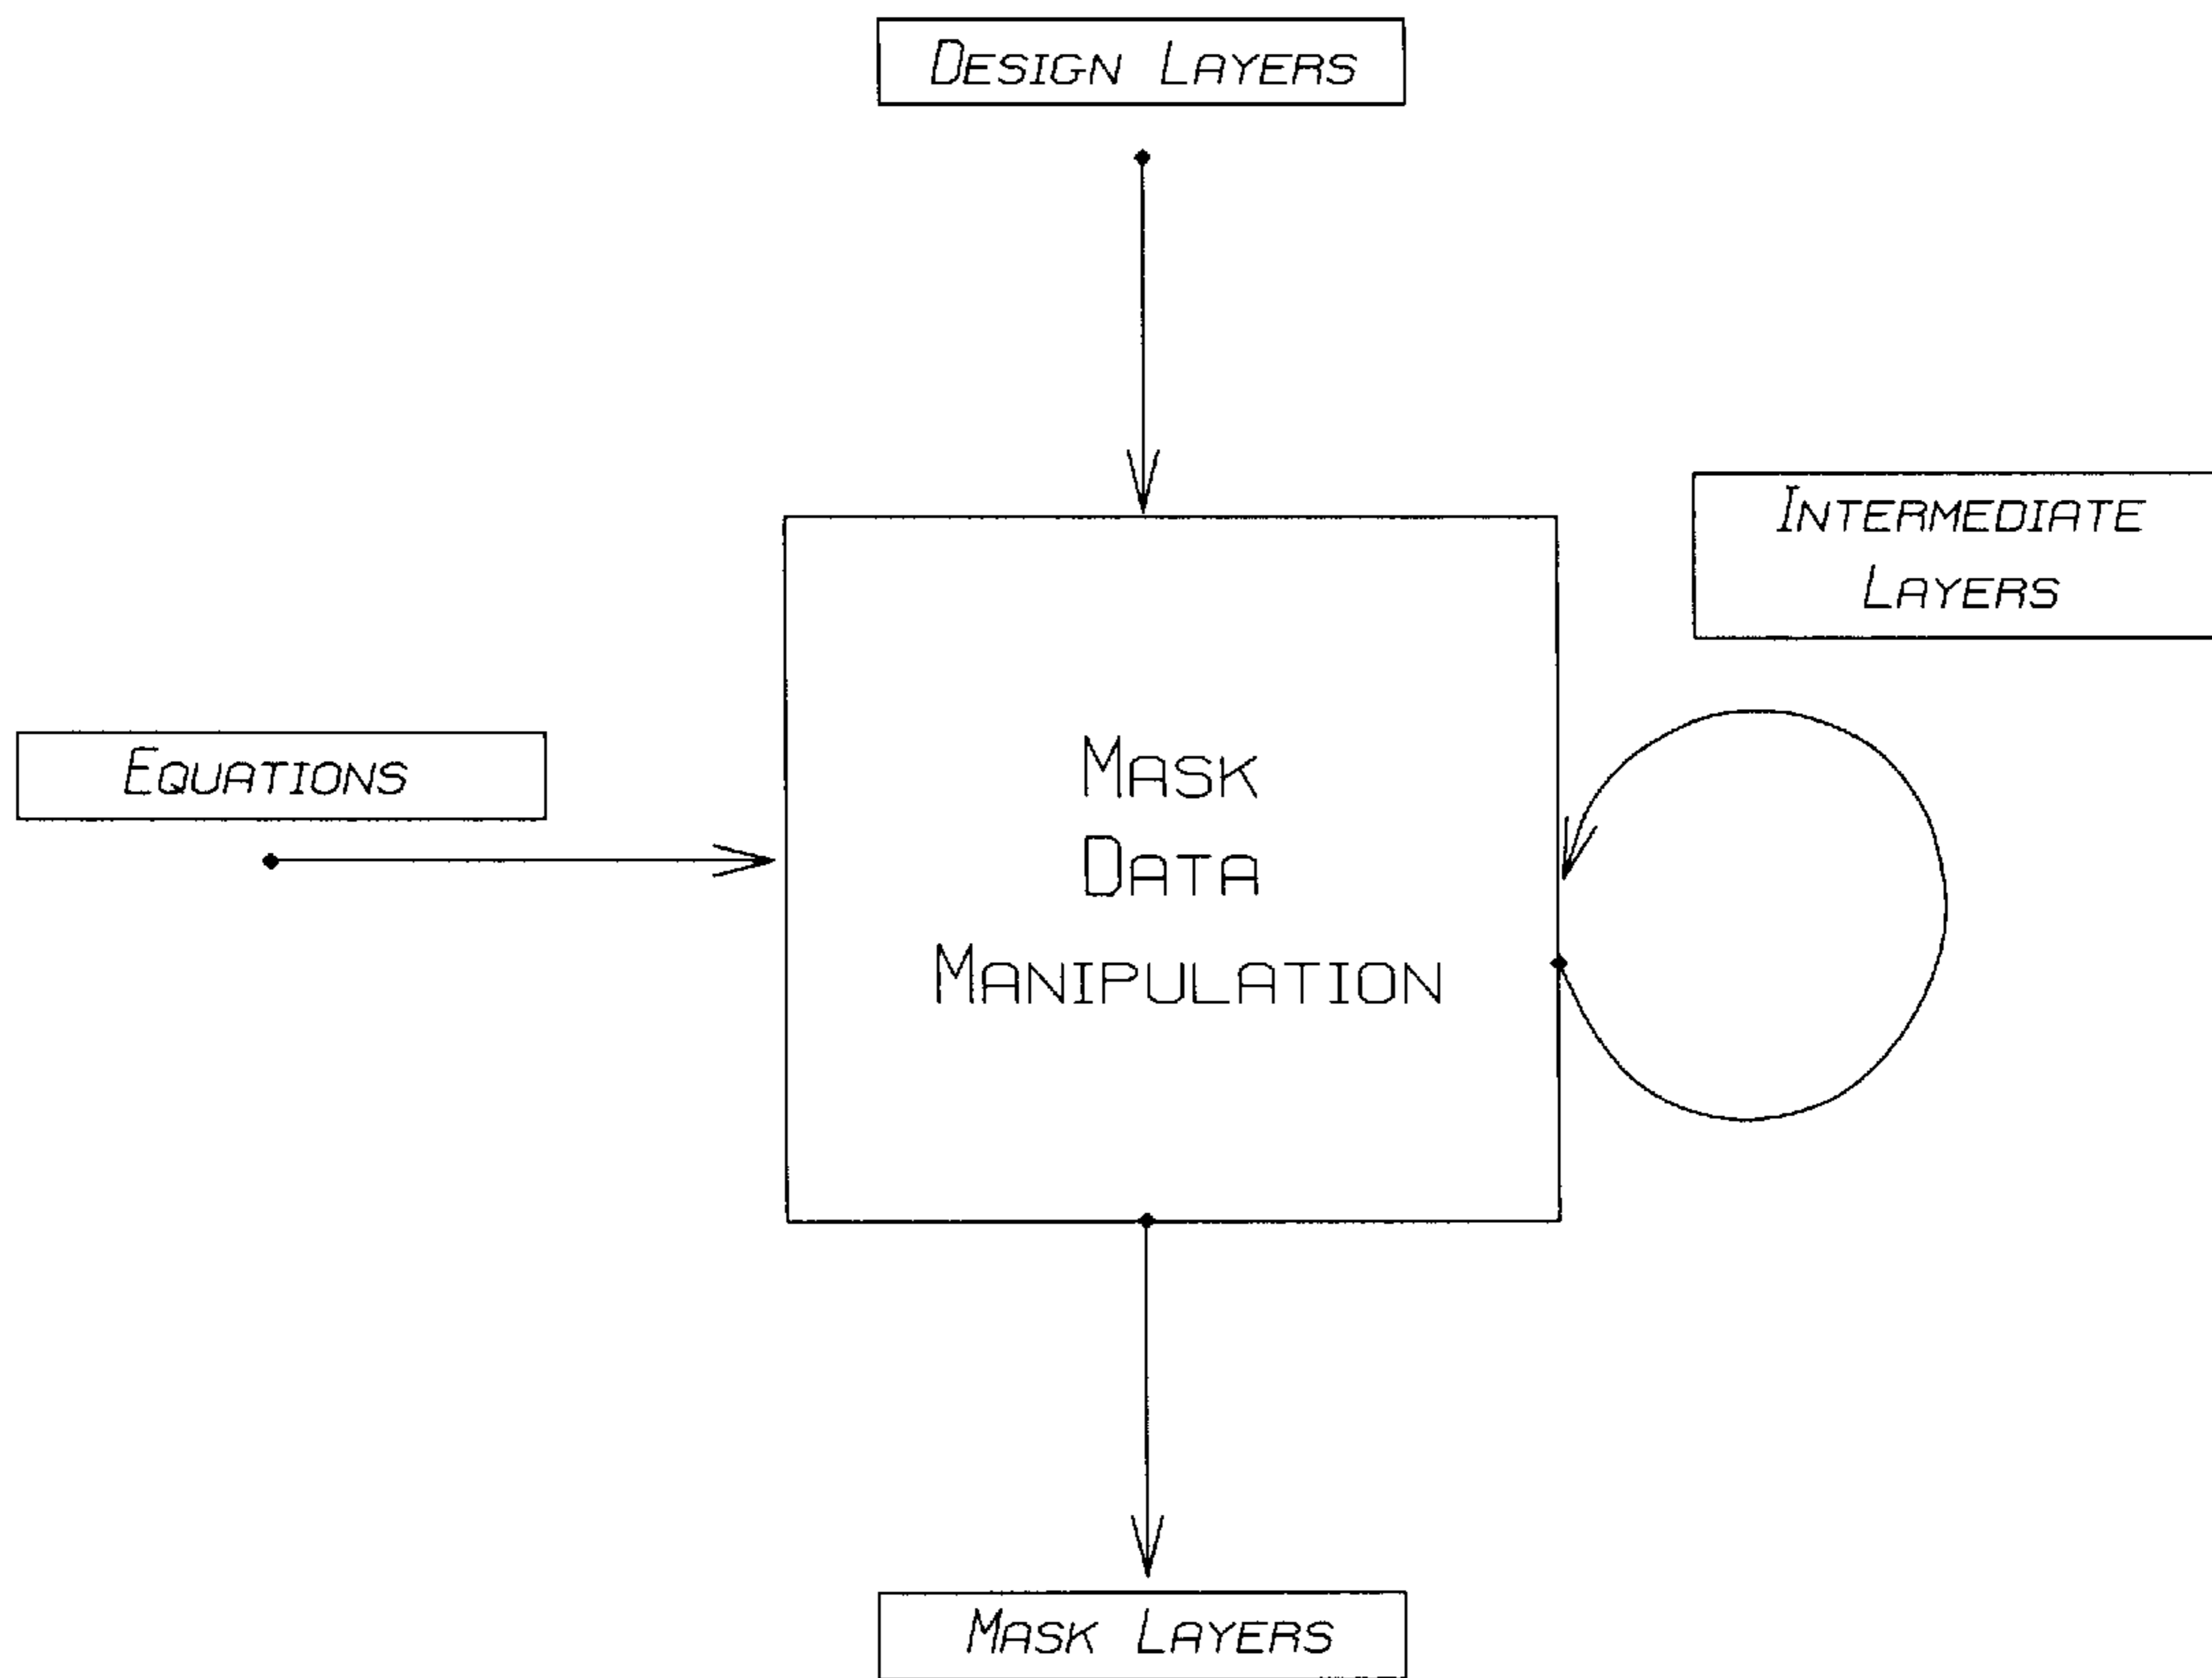 DESIGN LAYERS
INTERMEDIATE
LAYERS
EQUATIONS
MASK
DATA
MANIPULATION
MASK LAYERS